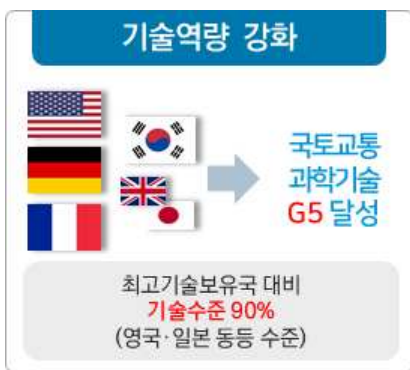 기술역량 강화
국토교통
과학기술
G5 달성
최고기술보유국 대비
기술수준 90%
(영국·일본 동등 수준)